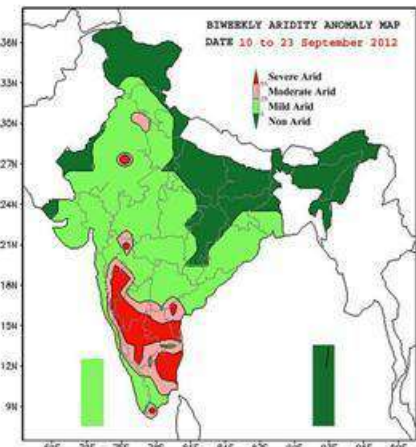 BIWEEKLY ARIDITY ANOMALY MAP
DATE 10 to 23 September 2012
Severe Arid
Moderate Arid
Mild Arid
Non Arid
36N
33N
30N
27N
24N
21N
18N
15N
12N
9N